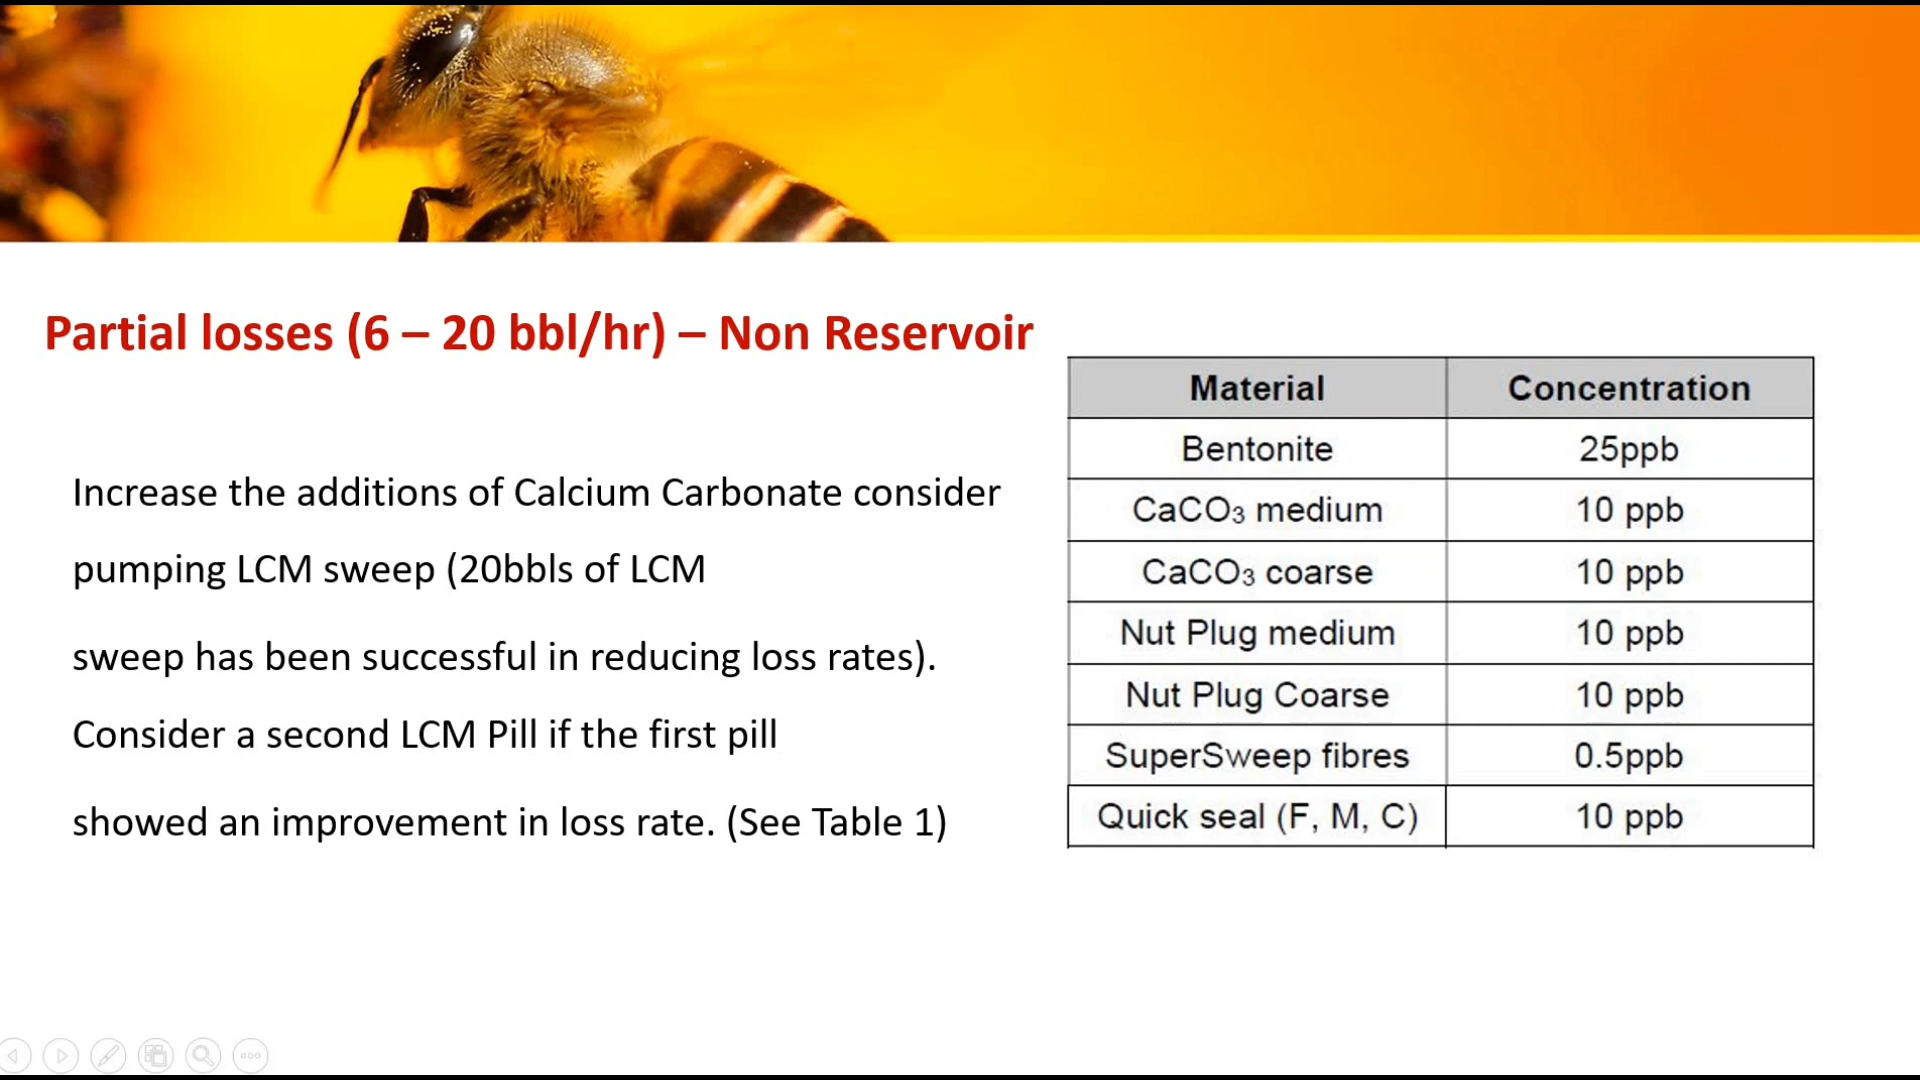 Partial losses (6 – 20 bbl/hr) – Non Reservoir
Increase the additions of Calcium Carbonate consider
pumping LCM sweep (20bbls of LCM
sweep has been successful in reducing loss rates).
Consider a second LCM Pill if the first pill
showed an improvement in loss rate. (See Table 1)
Material Concentration
Bentonite 25ppb
CaCO₃ medium 10 ppb
CaCO₃ coarse 10 ppb
Nut Plug medium 10 ppb
Nut Plug Coarse 10 ppb
SuperSweep fibres 0.5ppb
Quick seal (F, M, C) 10 ppb